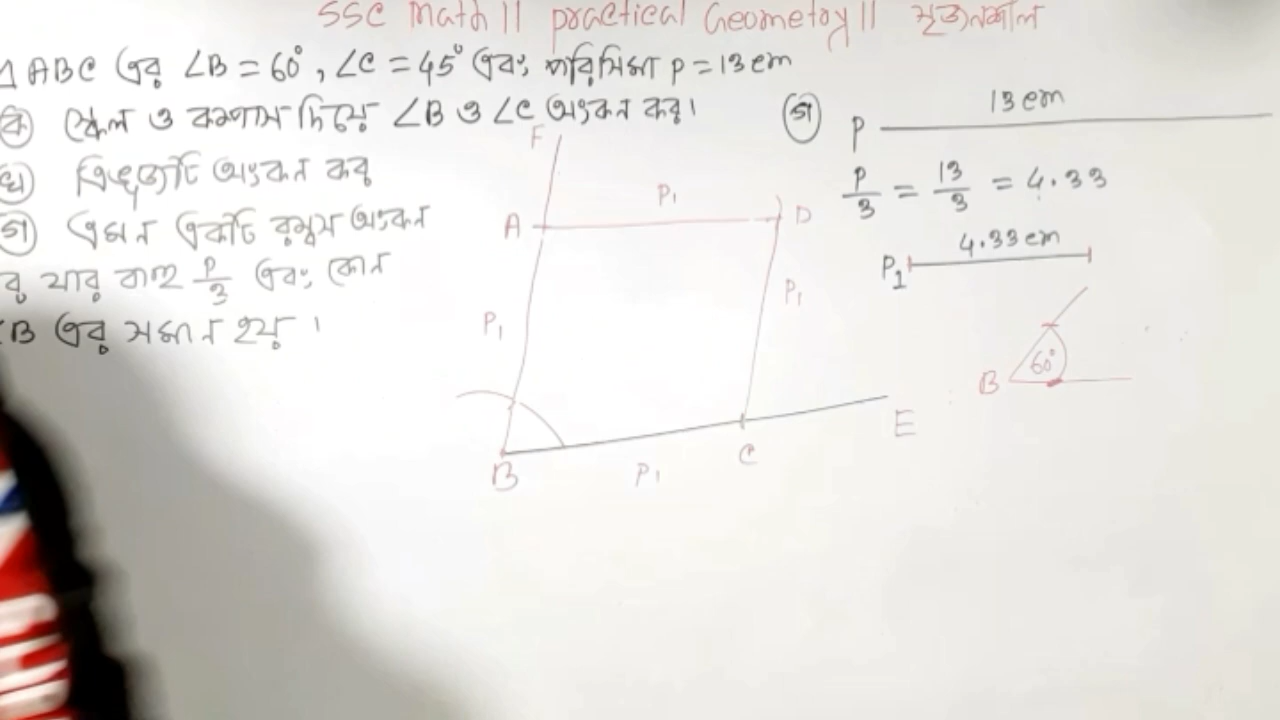 SSC Math || practical Geometry || সৃজনশীল
△ABC এর ∠B = 60°, ∠C = 45° এবং পরিসিমা p = 13 cm
ক স্কেল ও কম্পাস দিয়ে ∠B ও ∠C অংকন কর।
খ ত্রিভূজটি অংকন কর
গ এমন একটি রম্বস অংকন
র যার বাহু p/3 এবং কোন
∠B এর সমান হয়।
গ
13 cm
P
P/3 = 13/3 = 4.33
4.33 cm
P1
B 60°
F
A P1 D
P1 P1
B P1 C E